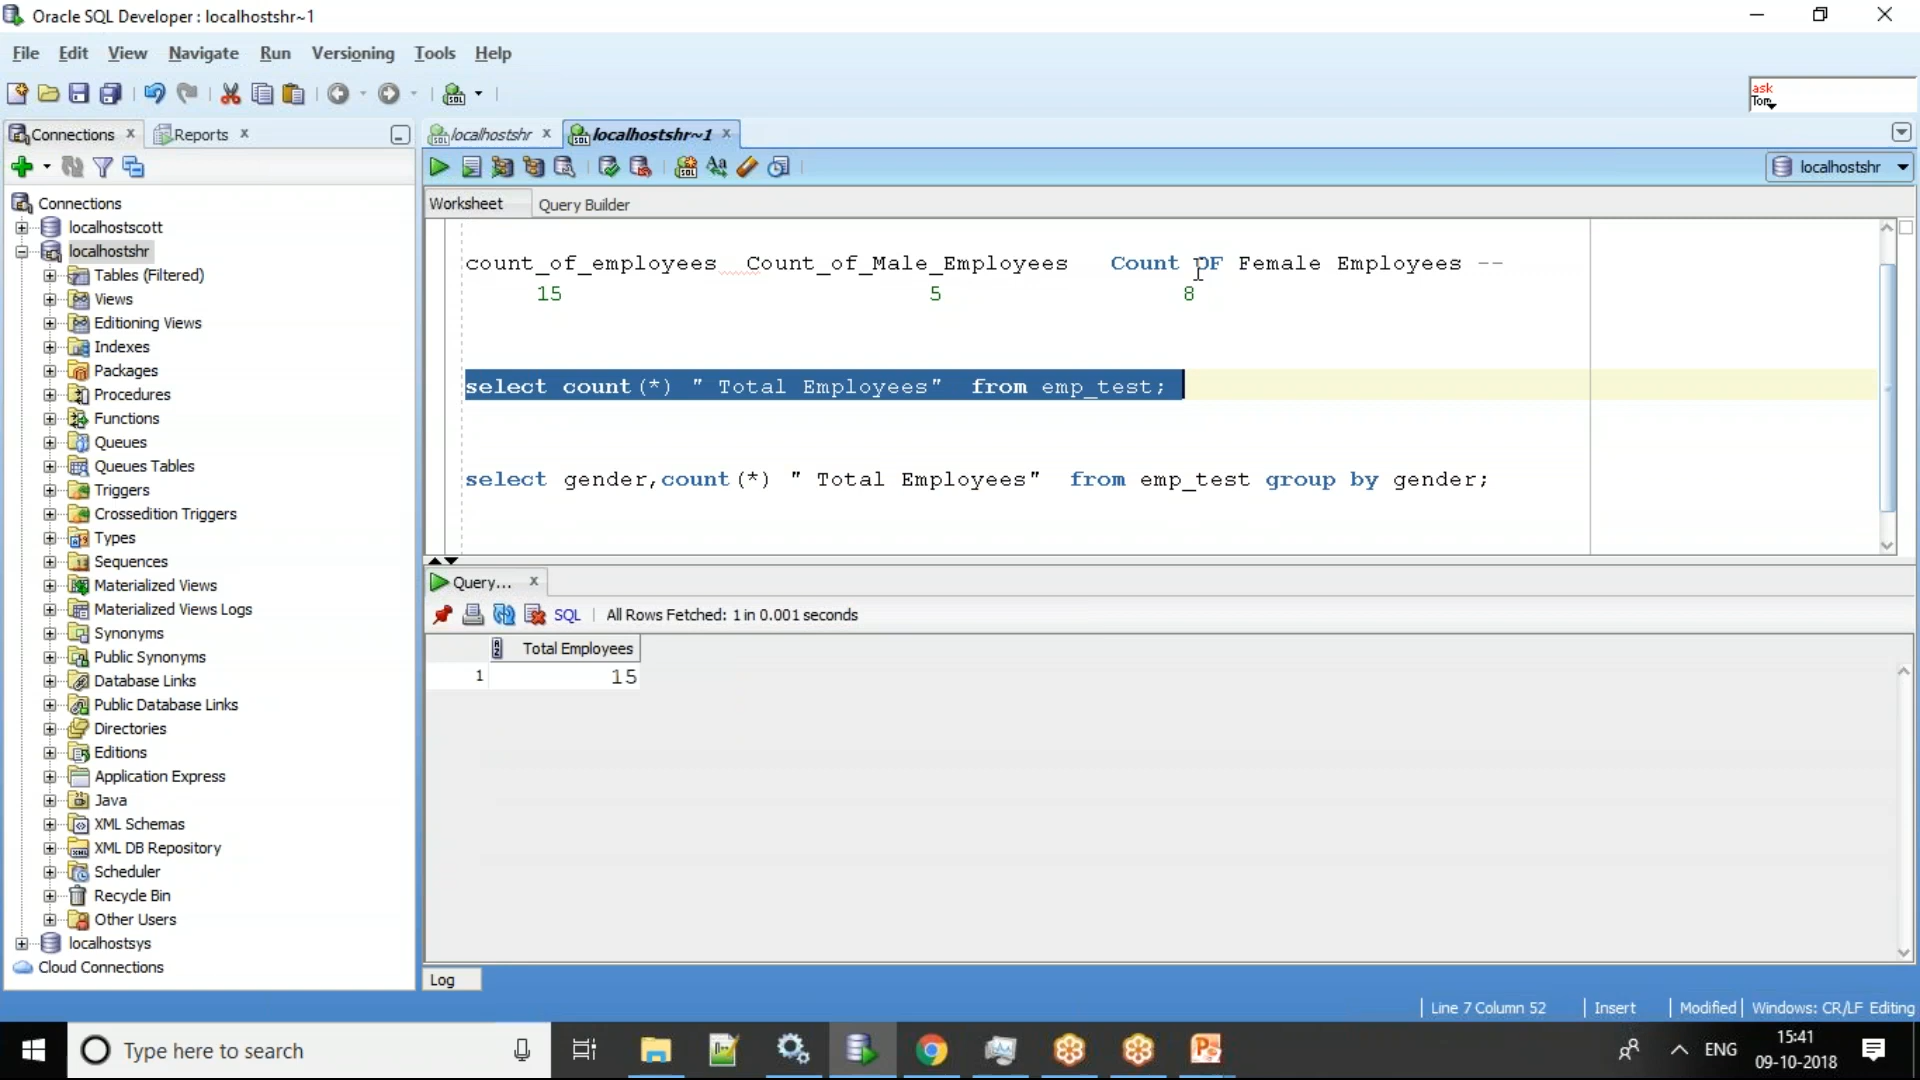 Oracle SQL Developer : localhostshr~1
File Edit View Navigate Run Versioning Tools Help
ask
Tom
Connections Reports
localhostshr localhostshr~1
localhostshr
Worksheet Query Builder
Connections
localhostscott
localhostshr
Tables (Filtered)
Views
Editioning Views
Indexes
Packages
Procedures
Functions
Queues
Queues Tables
Triggers
Crossedition Triggers
Types
Sequences
Materialized Views
Materialized Views Logs
Synonyms
Public Synonyms
Database Links
Public Database Links
Directories
Editions
Application Express
Java
XML Schemas
XML DB Repository
Scheduler
Recycle Bin
Other Users
localhostsys
Cloud Connections
count_of_employees Count_of_Male_Employees Count OF Female Employees --
15 5 8
select count(*) " Total Employees" from emp_test;
select gender,count(*) " Total Employees" from emp_test group by gender;
Query...
SQL | All Rows Fetched: 1 in 0.001 seconds
Total Employees
1 15
Log
Line 7 Column 52 | Insert | Modified | Windows: CR/LF Editing
Type here to search
ENG
15:41
09-10-2018